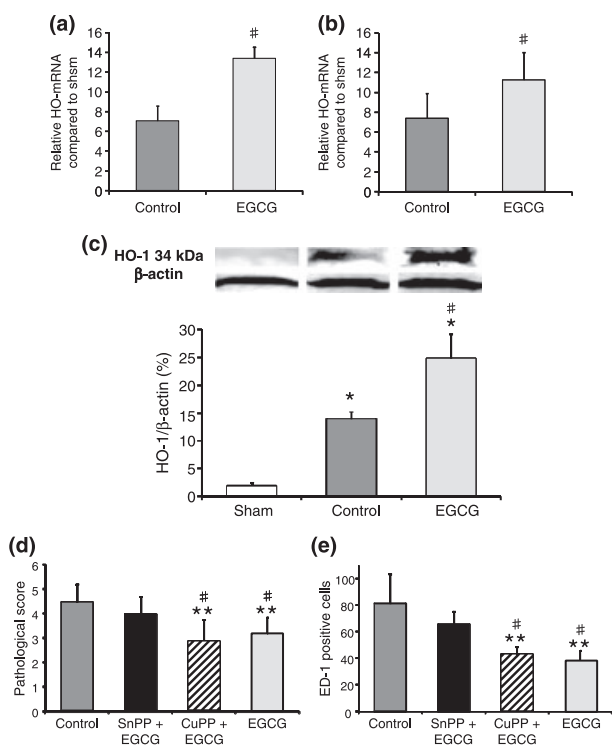 (a)
Relative HO-mRNA
compared to shsm
16
14
12
10
8
6
4
2
0
#
Control
EGCG
(b)
Relative HO-mRNA
compared to shsm
16
14
12
10
8
6
4
2
0
#
Control
EGCG
(c)
HO-1 34 kDa
β-actin
HO-1/β-actin (%)
30
25
20
15
10
5
0
*
#
*
Sham
Control
EGCG
(d)
Pathological score
6
5
4
3
2
1
0
#
**
#
**
Control
SnPP +
EGCG
CuPP +
EGCG
EGCG
(e)
ED-1 positive cells
100
80
60
40
20
0
#
**
#
**
Control
SnPP +
EGCG
CuPP +
EGCG
EGCG